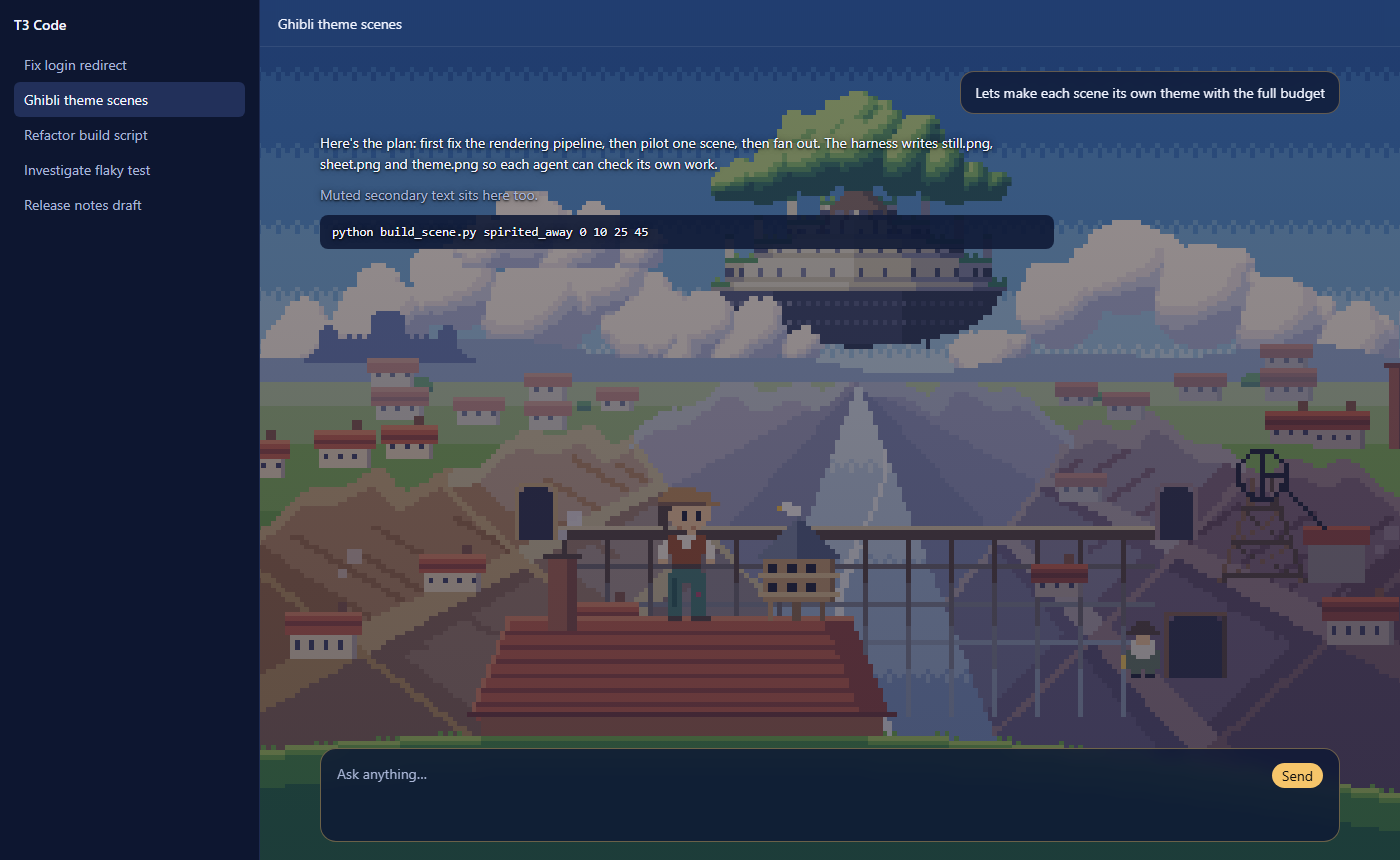 T3 Code
Fix login redirect
Ghibli theme scenes
Refactor build script
Investigate flaky test
Release notes draft
Ghibli theme scenes
Lets make each scene its own theme with the full budget
Here's the plan: first fix the rendering pipeline, then pilot one scene, then fan out. The harness writes still.png,
sheet.png and theme.png so each agent can check its own work.
Muted secondary text sits here too.
python build_scene.py spirited_away 0 10 25 45
Ask anything...
Send